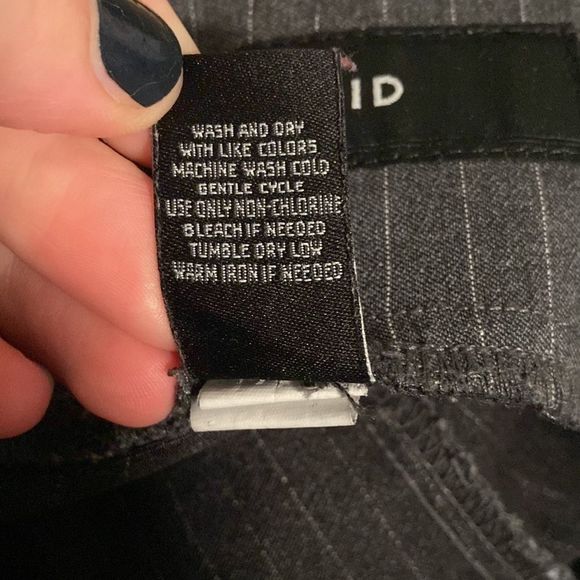 ID
WASH AND DRY
WITH LIKE COLORS
MACHINE WASH COLD
GENTLE CYCLE
USE ONLY NON-CHLORINE
BLEACH IF NEEDED
TUMBLE DRY LOW
WARM IRON IF NEEDED